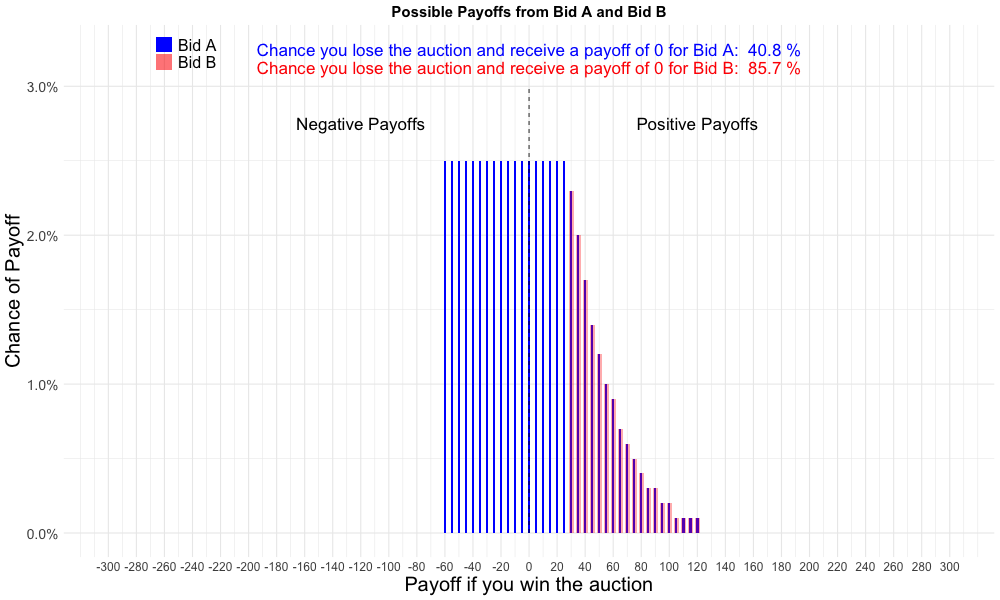 Possible Payoffs from Bid A and Bid B
Bid A
Bid B
Chance you lose the auction and receive a payoff of 0 for Bid A:  40.8 %
Chance you lose the auction and receive a payoff of 0 for Bid B:  85.7 %
Negative Payoffs
Positive Payoffs
Chance of Payoff
3.0%
2.0%
1.0%
0.0%
-300 -280 -260 -240 -220 -200 -180 -160 -140 -120 -100 -80 -60 -40 -20 0 20 40 60 80 100 120 140 160 180 200 220 240 260 280 300
Payoff if you win the auction